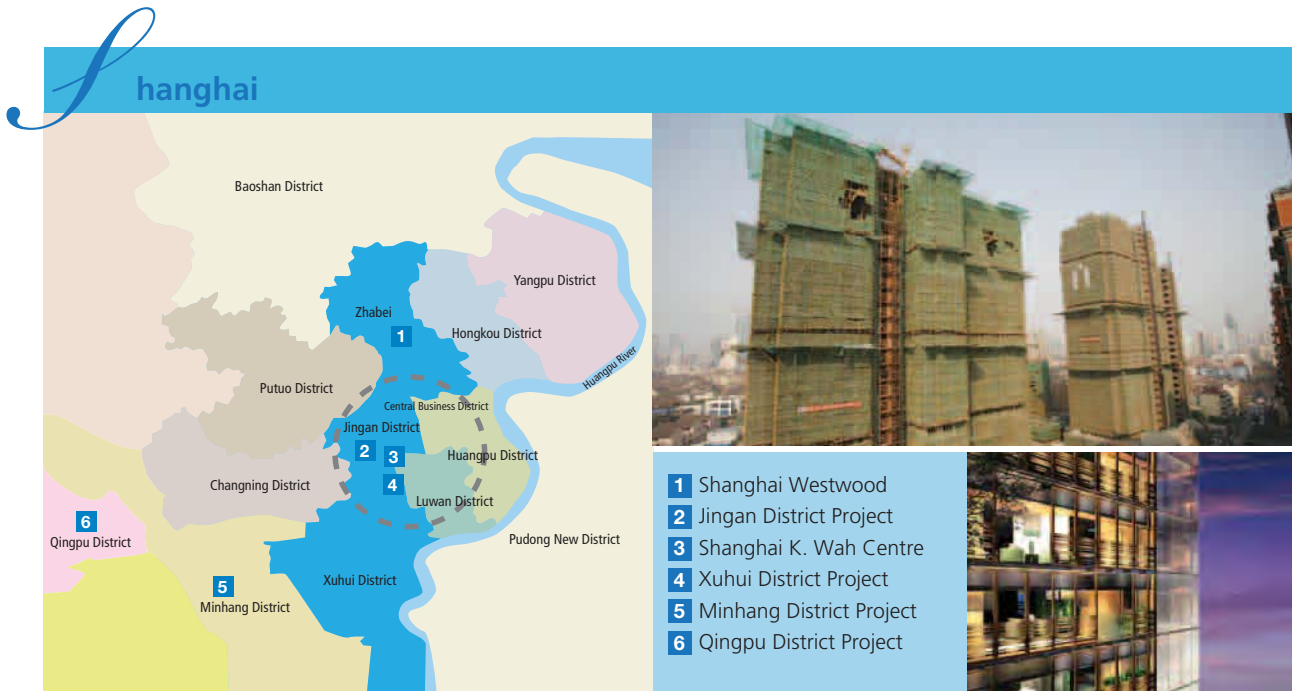 Shanghai
Baoshan District
Yangpu District
Zhabei
1
Hongkou District
Huangpu River
Putuo District
Central Business District
Jingan District
2
3
Huangpu District
4
Changning District
Luwan District
6
Qingpu District
Pudong New District
Xuhui District
5
Minhang District
1 Shanghai Westwood
2 Jingan District Project
3 Shanghai K. Wah Centre
4 Xuhui District Project
5 Minhang District Project
6 Qingpu District Project